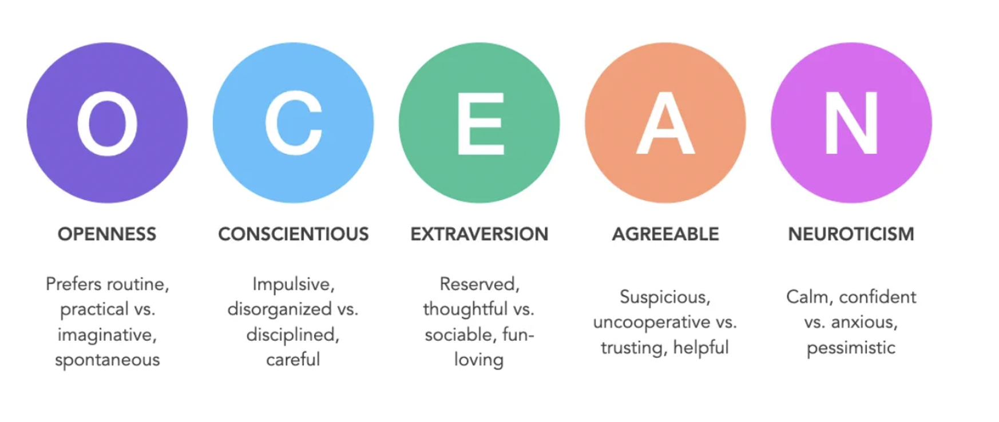 O
C
E
A
N
OPENNESS
Prefers routine,
practical vs.
imaginative,
spontaneous
CONSCIENTIOUS
Impulsive,
disorganized vs.
disciplined,
careful
EXTRAVERSION
Reserved,
thoughtful vs.
sociable, fun-
loving
AGREEABLE
Suspicious,
uncooperative vs.
trusting, helpful
NEUROTICISM
Calm, confident
vs. anxious,
pessimistic